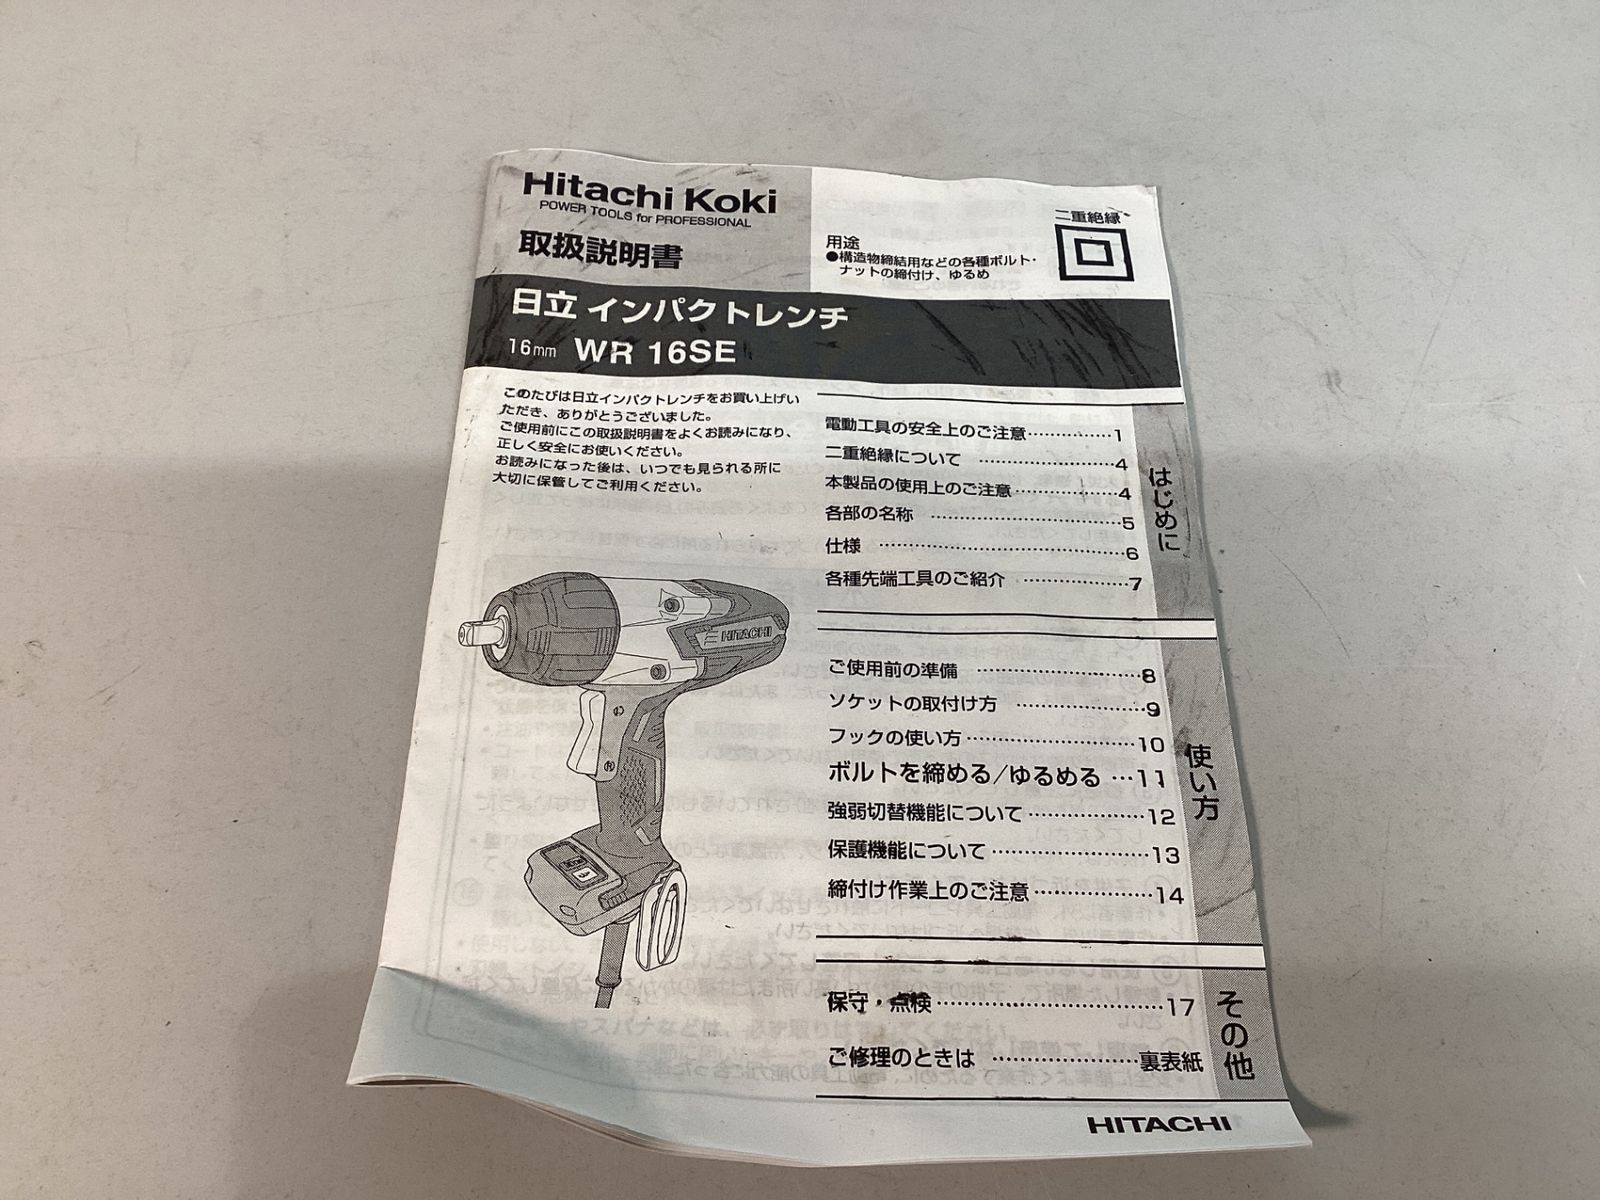 Hitachi Koki
POWER TOOLS for PROFESSIONAL
取扱説明書
用途
●構造物締結用などの各種ボルト・
ナットの締付け、ゆるめ
二重絶縁
日立 インパクトレンチ
16mm WR 16SE
このたびは日立インパクトレンチをお買い上げい
ただき、ありがとうございました。
ご使用前にこの取扱説明書をよくお読みになり、
正しく安全にお使いください。
お読みになった後は、いつでも見られる所に
大切に保管してご利用ください。
HITACHI
はじめに
電動工具の安全上のご注意……………1
二重絶縁について ……………………4
本製品の使用上のご注意………………4
各部の名称 ……………………………5
仕様 ……………………………………6
各種先端工具のご紹介 ………………7
使い方
ご使用前の準備 ………………………8
ソケットの取付け方 …………………9
フックの使い方…………………………10
ボルトを締める/ゆるめる …11
強弱切替機能について…………………12
保護機能について………………………13
締付け作業上のご注意…………………14
その他
保守・点検………………………………17
ご修理のときは …………………裏表紙
HITACHI